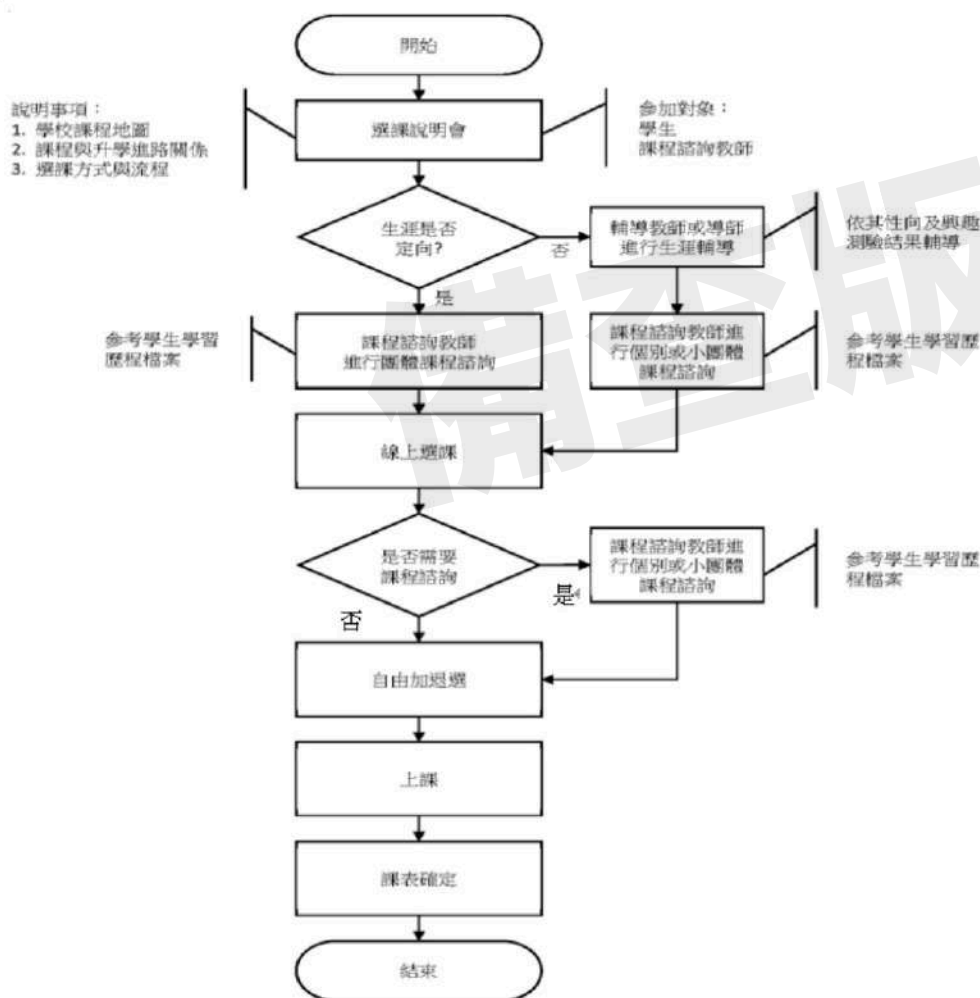 開始
說明事項：
1. 學校課程地圖
2. 課程與升學進路關係
3. 選課方式與流程
選課說明會
參加對象：
學生
課程諮詢教師
生涯是否
定向?
否
輔導教師或導師
進行生涯輔導
依其性向及興趣
測驗結果輔導
是
參考學生學習
歷程檔案
課程諮詢教師
進行團體課程諮詢
課程諮詢教師進
行個別或小團體
課程諮詢
參考學生學習歷
程檔案
線上選課
是否需要
課程諮詢
是
課程諮詢教師進
行個別或小團體
課程諮詢
參考學生學習歷
程檔案
否
自由加退選
上課
課表確定
結束
備查版